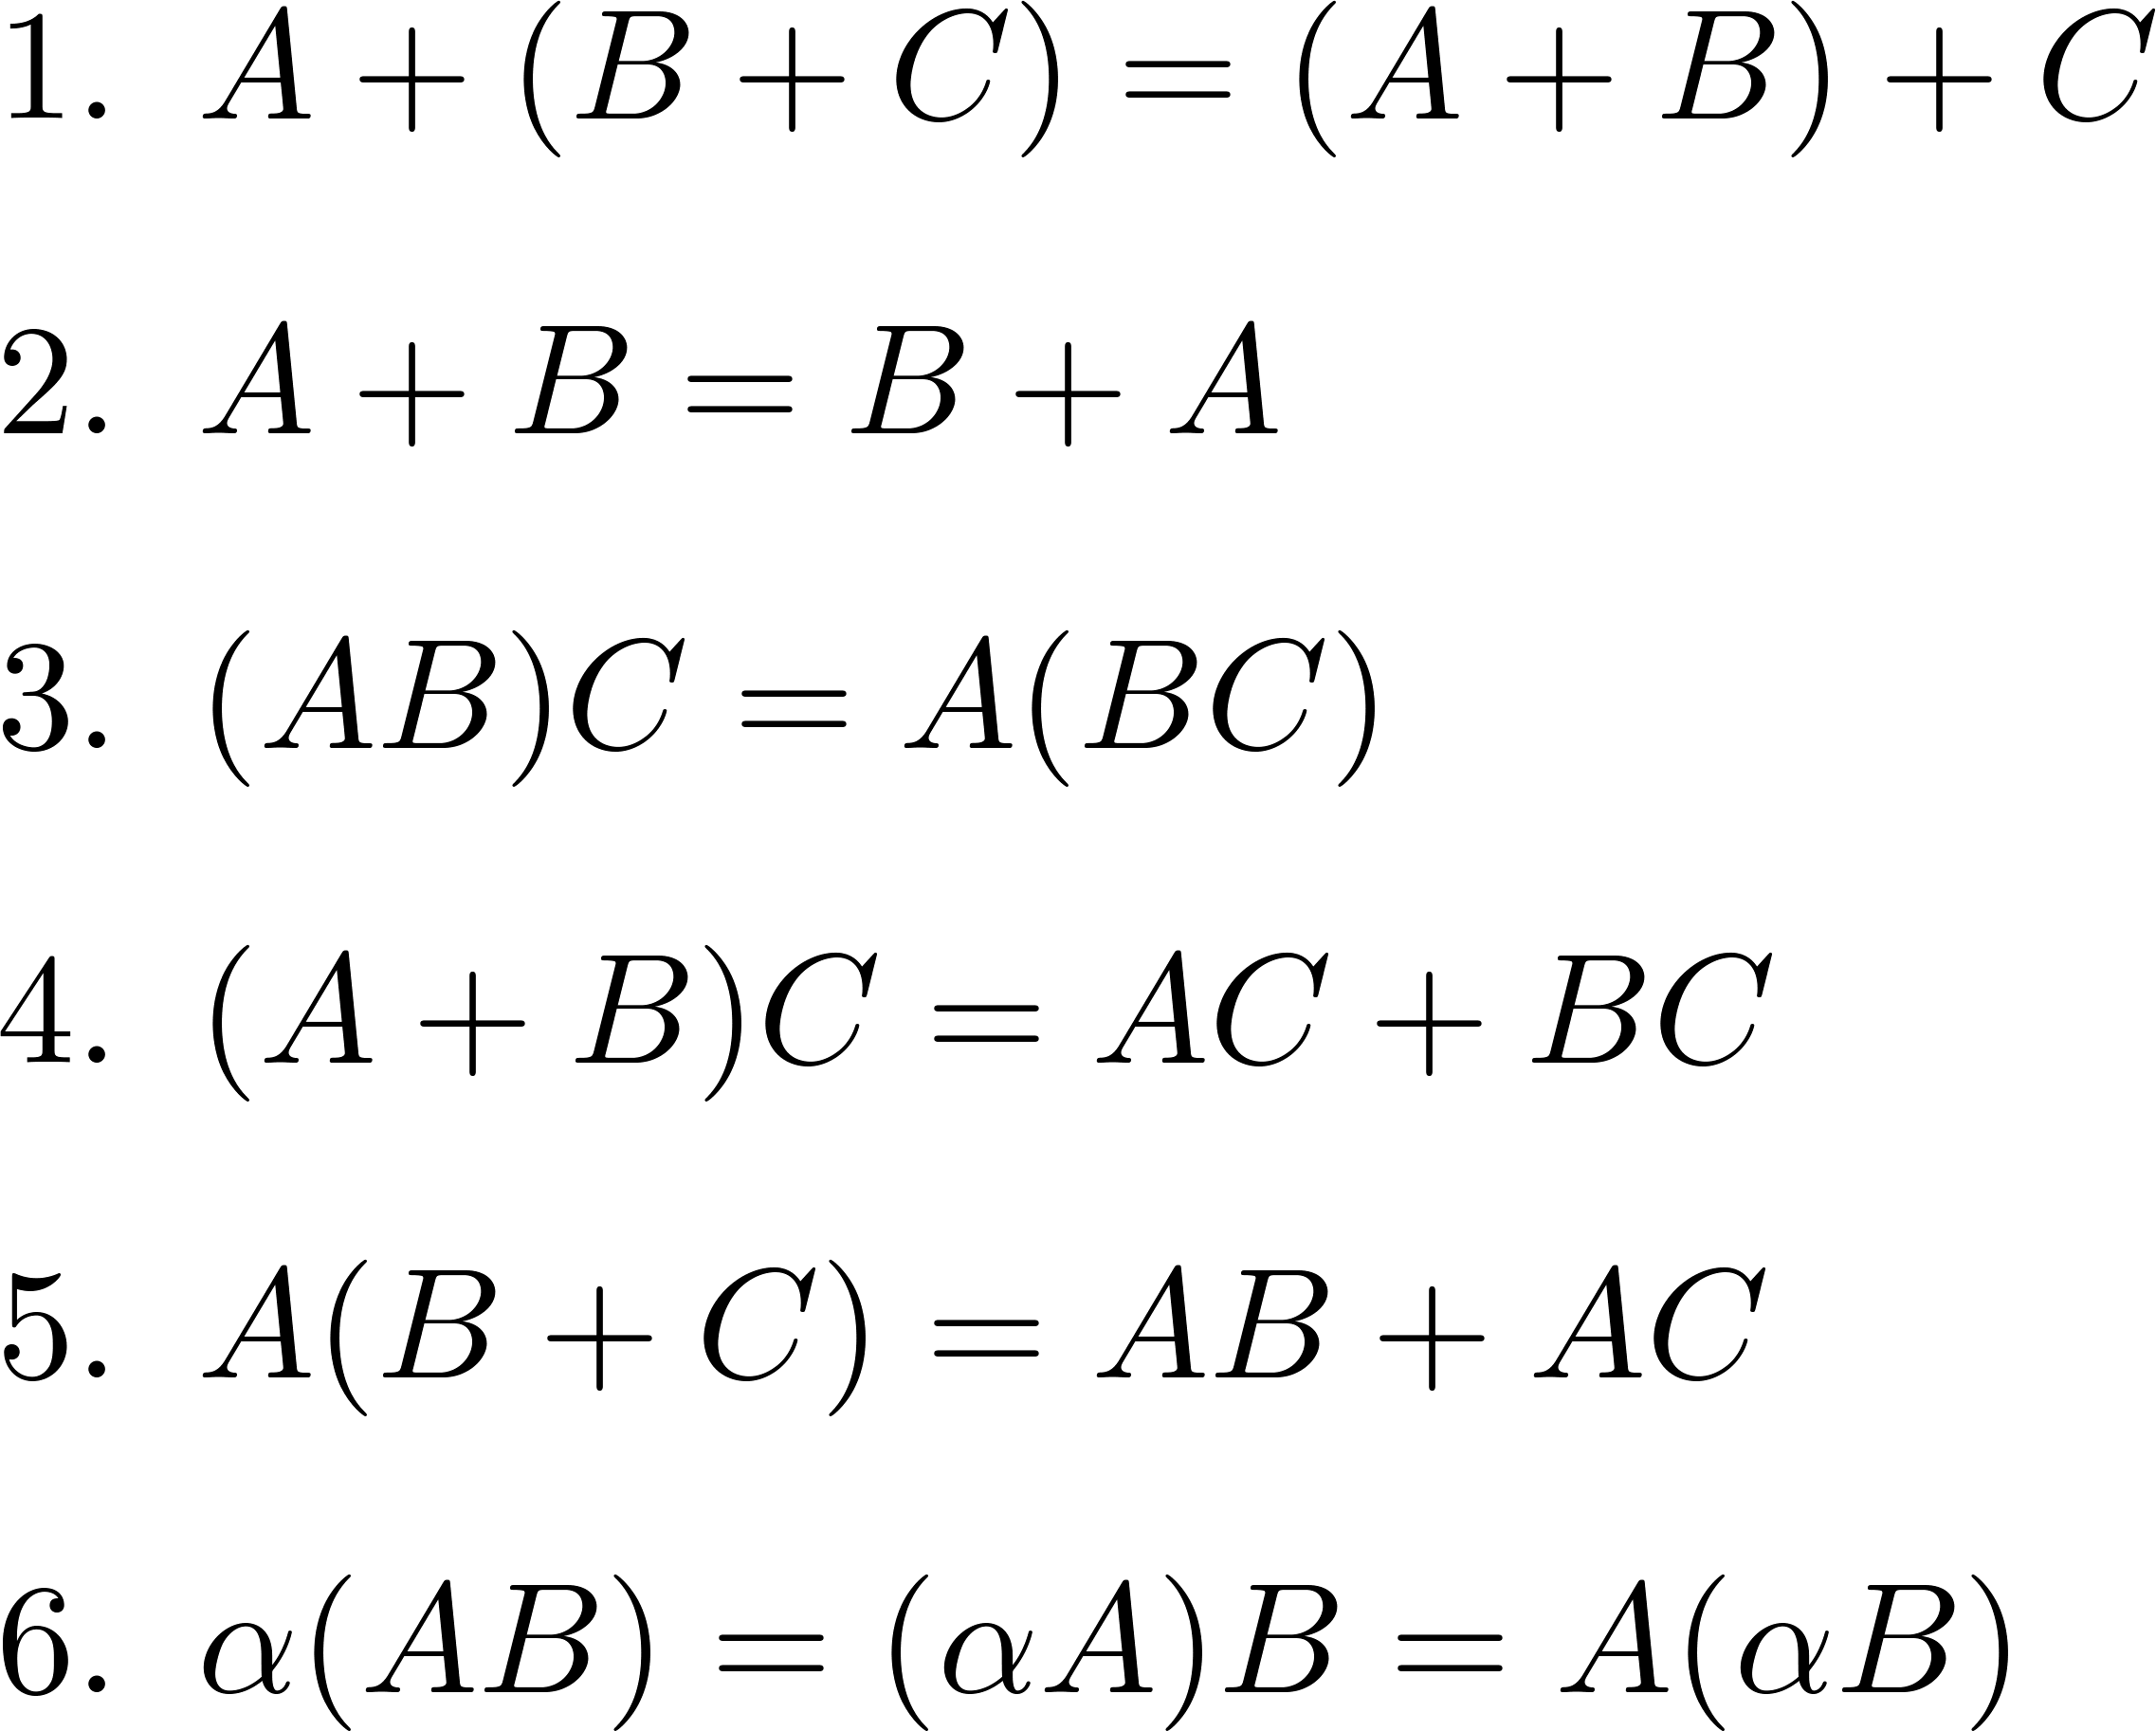 1. A + (B + C) = (A + B) + C
2. A + B = B + A
3. (AB)C = A(BC)
4. (A + B)C = AC + BC
5. A(B + C) = AB + AC
6. α(AB) = (αA)B = A(αB)